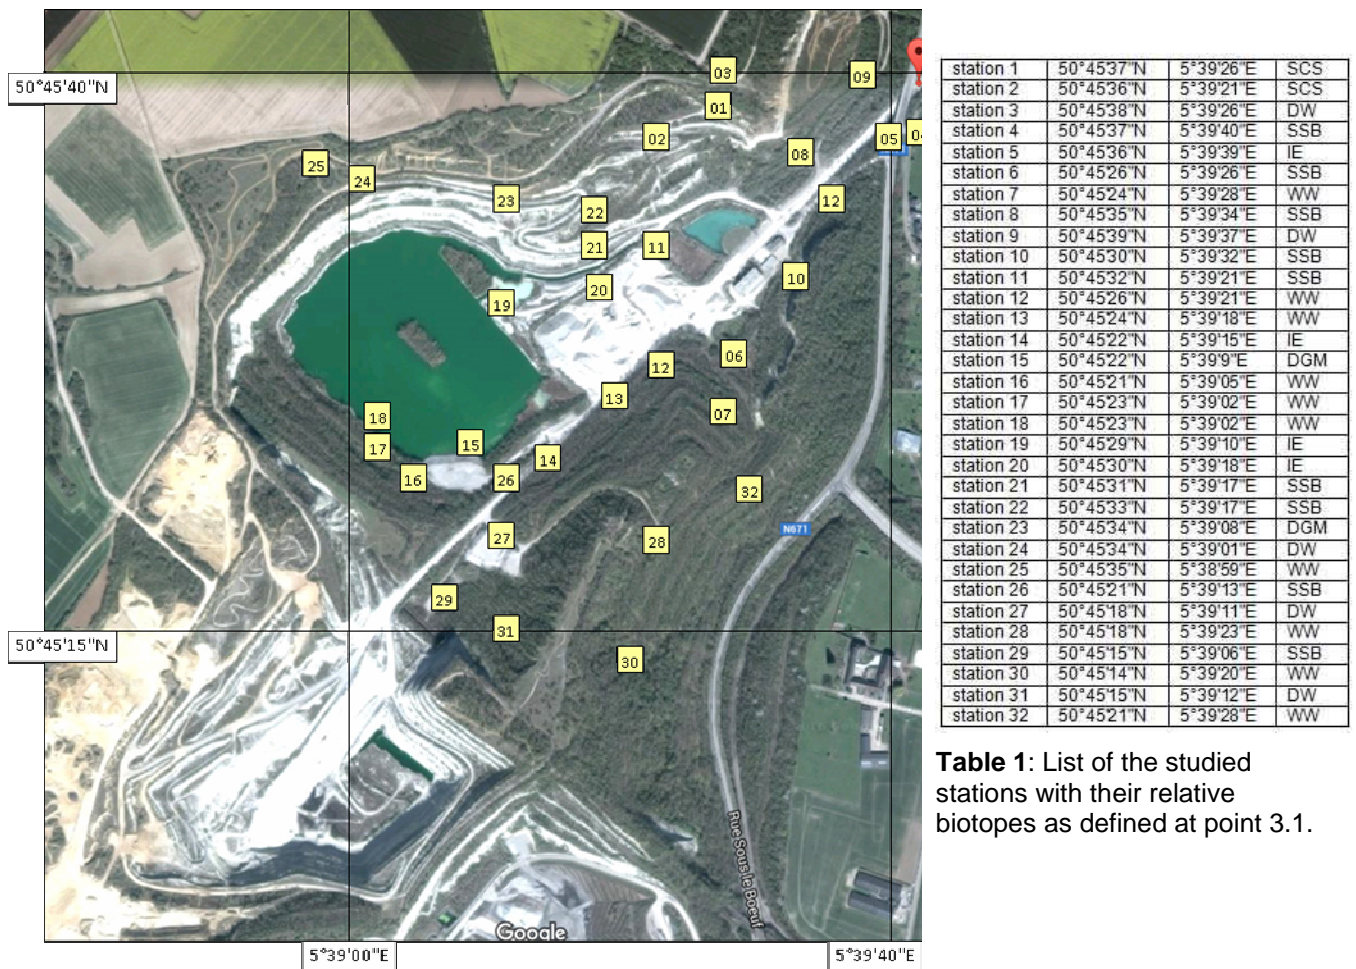 03
09
50°45'40"N
01
02
05
04
08
25
24
23
12
22
21
11
10
20
19
06
12
13
07
18
17
15
14
16
26
32
N671
27
28
29
31
50°45'15"N
30
Rue Sous le Boeuf
Google
5°39'00"E
5°39'40"E
station 1 50°45'37"N 5°39'26"E SCS
station 2 50°45'36"N 5°39'21"E SCS
station 3 50°45'38"N 5°39'26"E DW
station 4 50°45'37"N 5°39'40"E SSB
station 5 50°45'36"N 5°39'39"E IE
station 6 50°45'26"N 5°39'26"E SSB
station 7 50°45'24"N 5°39'28"E WW
station 8 50°45'35"N 5°39'34"E SSB
station 9 50°45'39"N 5°39'37"E DW
station 10 50°45'30"N 5°39'32"E SSB
station 11 50°45'32"N 5°39'21"E SSB
station 12 50°45'26"N 5°39'21"E WW
station 13 50°45'24"N 5°39'18"E WW
station 14 50°45'22"N 5°39'15"E IE
station 15 50°45'22"N 5°39'9"E DGM
station 16 50°45'21"N 5°39'05"E WW
station 17 50°45'23"N 5°39'02"E WW
station 18 50°45'23"N 5°39'02"E WW
station 19 50°45'29"N 5°39'10"E IE
station 20 50°45'30"N 5°39'18"E IE
station 21 50°45'31"N 5°39'17"E SSB
station 22 50°45'33"N 5°39'17"E SSB
station 23 50°45'34"N 5°39'08"E DGM
station 24 50°45'34"N 5°39'01"E DW
station 25 50°45'35"N 5°38'59"E WW
station 26 50°45'21"N 5°39'13"E SSB
station 27 50°45'18"N 5°39'11"E DW
station 28 50°45'18"N 5°39'23"E WW
station 29 50°45'15"N 5°39'06"E SSB
station 30 50°45'14"N 5°39'20"E WW
station 31 50°45'15"N 5°39'12"E DW
station 32 50°45'21"N 5°39'28"E WW
Table 1: List of the studied
stations with their relative
biotopes as defined at point 3.1.